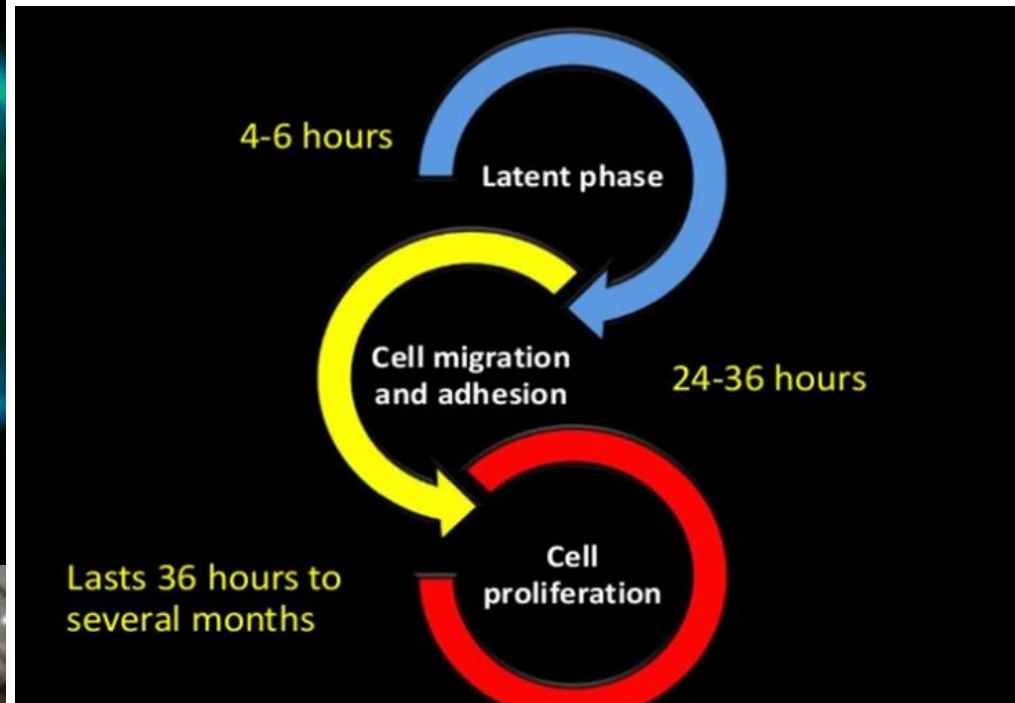 4-6 hours
Latent phase
Cell migration
and adhesion
24-36 hours
Lasts 36 hours to
several months
Cell
proliferation